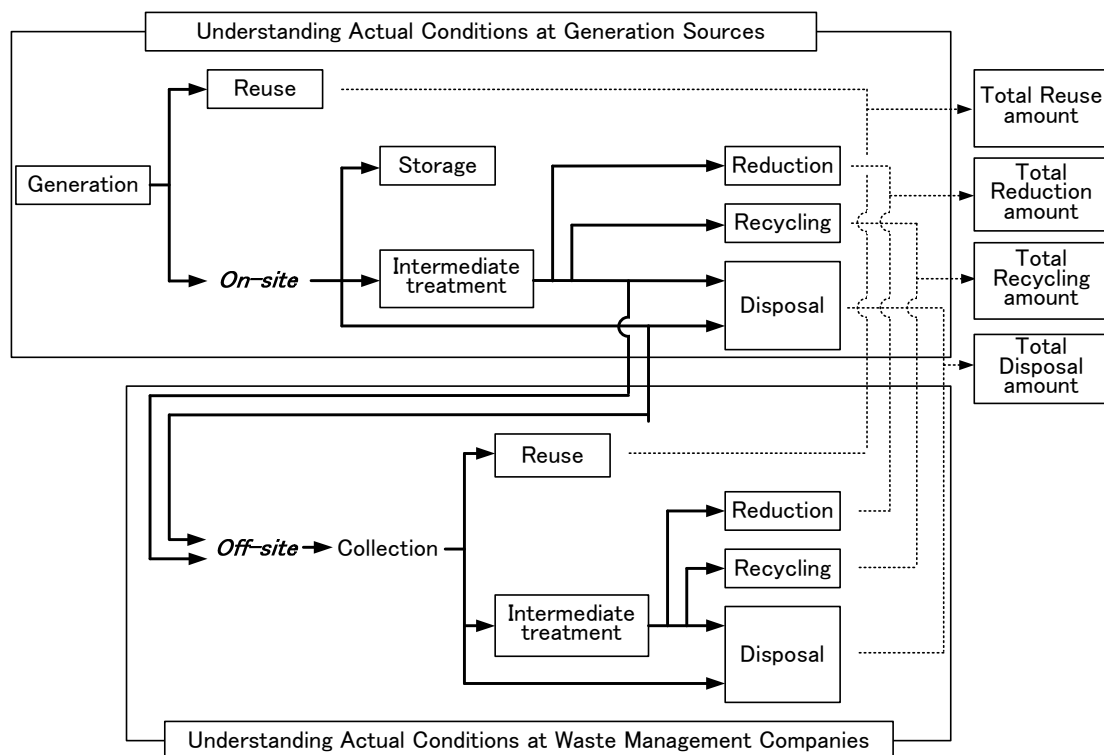 Understanding Actual Conditions at Generation Sources
Reuse
Total Reuse
amount
Generation
Storage
Reduction
Total
Reduction
amount
Recycling
On-site
Intermediate
treatment
Disposal
Total
Recycling
amount
Total
Disposal
amount
Reuse
Reduction
Off-site
Collection
Recycling
Intermediate
treatment
Disposal
Understanding Actual Conditions at Waste Management Companies